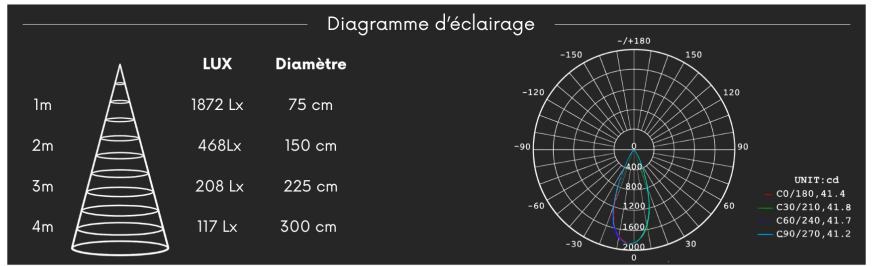 Diagramme d'éclairage
LUX Diamètre
1m 1872 Lx 75 cm
2m 468Lx 150 cm
3m 208 Lx 225 cm
4m 117 Lx 300 cm
-/+180
-150 150
-120 120
-90 0 90
400
800
-60 1200 60
1600
-30 2000 30
0
UNIT:cd
C0/180,41.4
C30/210,41.8
C60/240,41.7
C90/270,41.2